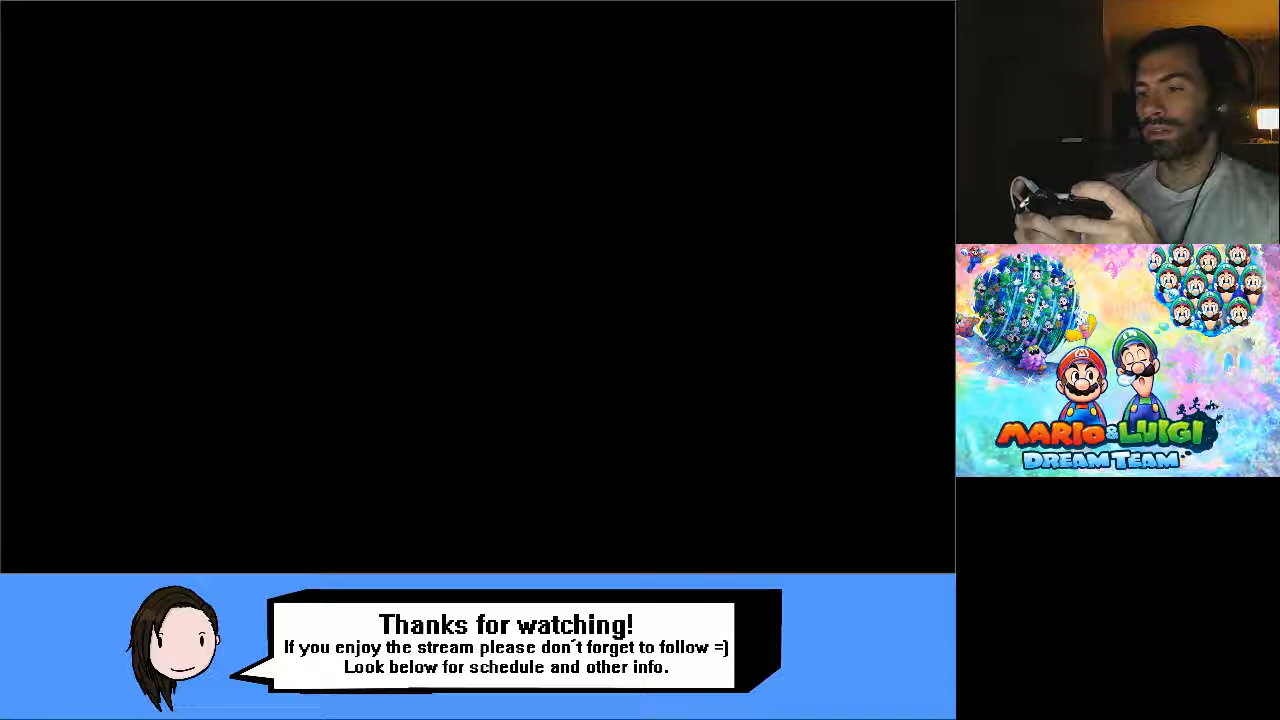 MARIO & LUIGI
DREAM TEAM
Thanks for watching!
If you enjoy the stream please don´t forget to follow =)
Look below for schedule and other info.